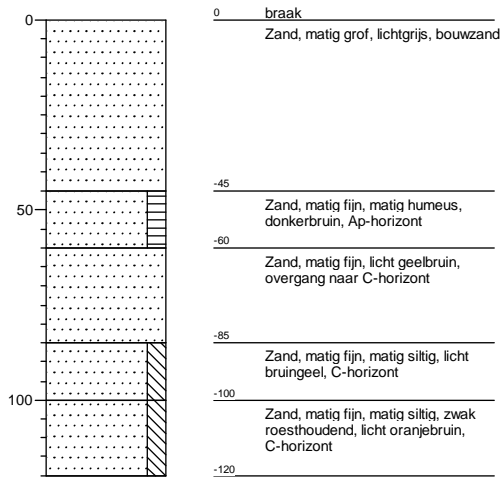 0
50
100
0 braak
Zand, matig grof, lichtgrijs, bouwzand
-45
Zand, matig fijn, matig humeus,
donkerbruin, Ap-horizont
-60
Zand, matig fijn, licht geelbruin,
overgang naar C-horizont
-85
Zand, matig fijn, matig siltig, licht
bruingeel, C-horizont
-100
Zand, matig fijn, matig siltig, zwak
roesthoudend, licht oranjebruin,
C-horizont
-120